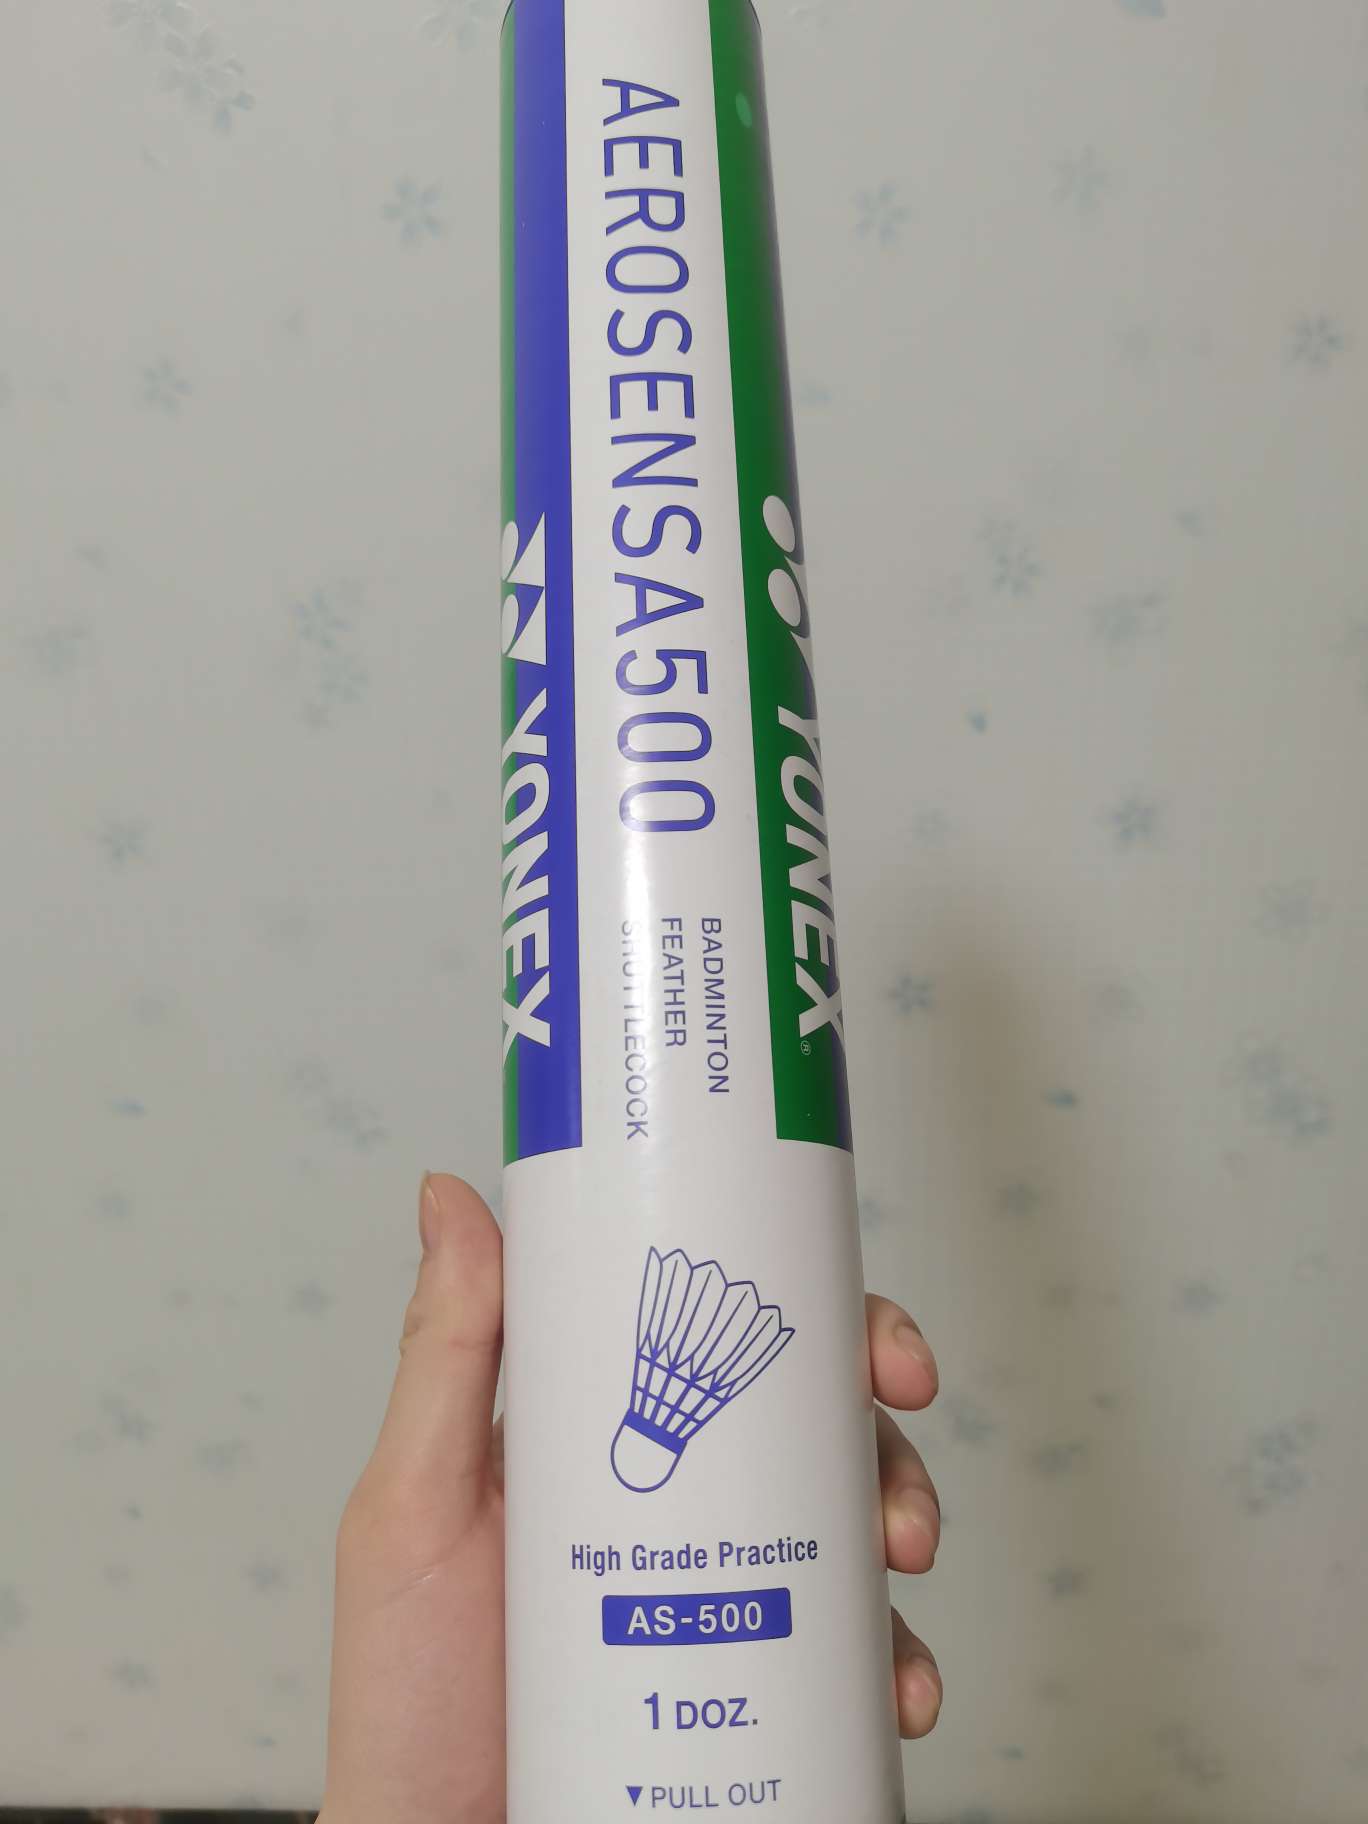 AEROSENSA500
BADMINTON
FEATHER
SHUTTLECOCK
YONEX
YONEX®
High Grade Practice
AS-500
1 DOZ.
▼PULL OUT